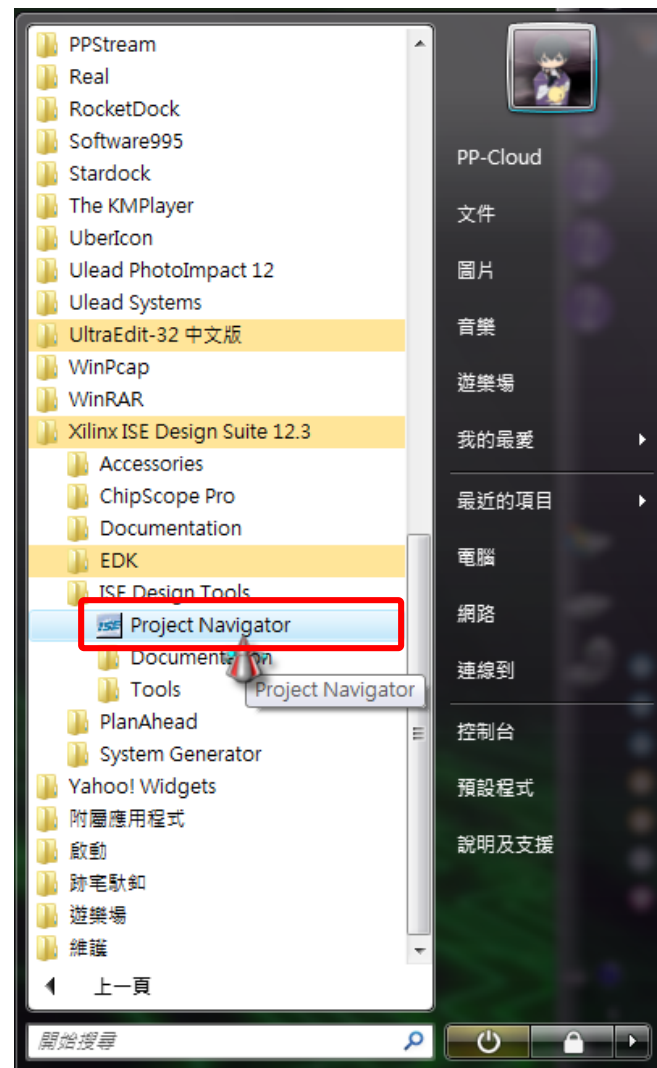 PPStream
Real
RocketDock
Software995
Stardock
The KMPlayer
UberIcon
Ulead PhotoImpact 12
Ulead Systems
UltraEdit-32 中文版
WinPcap
WinRAR
Xilinx ISE Design Suite 12.3
Accessories
ChipScope Pro
Documentation
EDK
ISE Design Tools
ISE Project Navigator
Documentation
Tools
Project Navigator
PlanAhead
System Generator
Yahoo! Widgets
附屬應用程式
啟動
跡宅馱釦
遊樂場
維護
上一頁
開始搜尋
PP-Cloud
文件
圖片
音樂
遊樂場
我的最愛
最近的項目
電腦
網路
連線到
控制台
預設程式
說明及支援